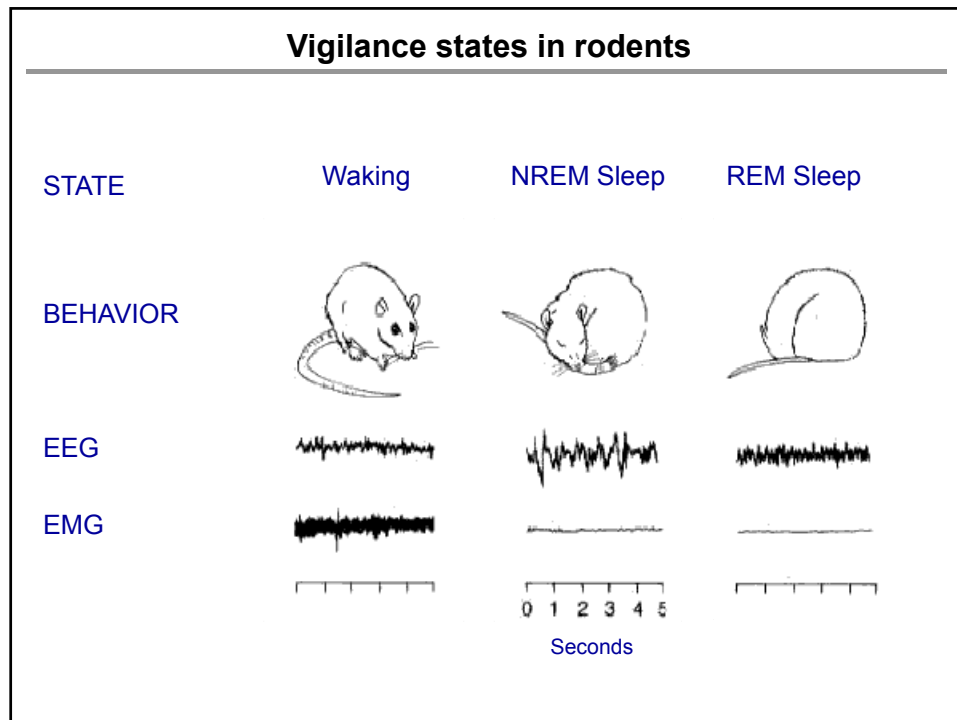 Vigilance states in rodents
STATE Waking NREM Sleep REM Sleep
BEHAVIOR
EEG
EMG
0 1 2 3 4 5
Seconds